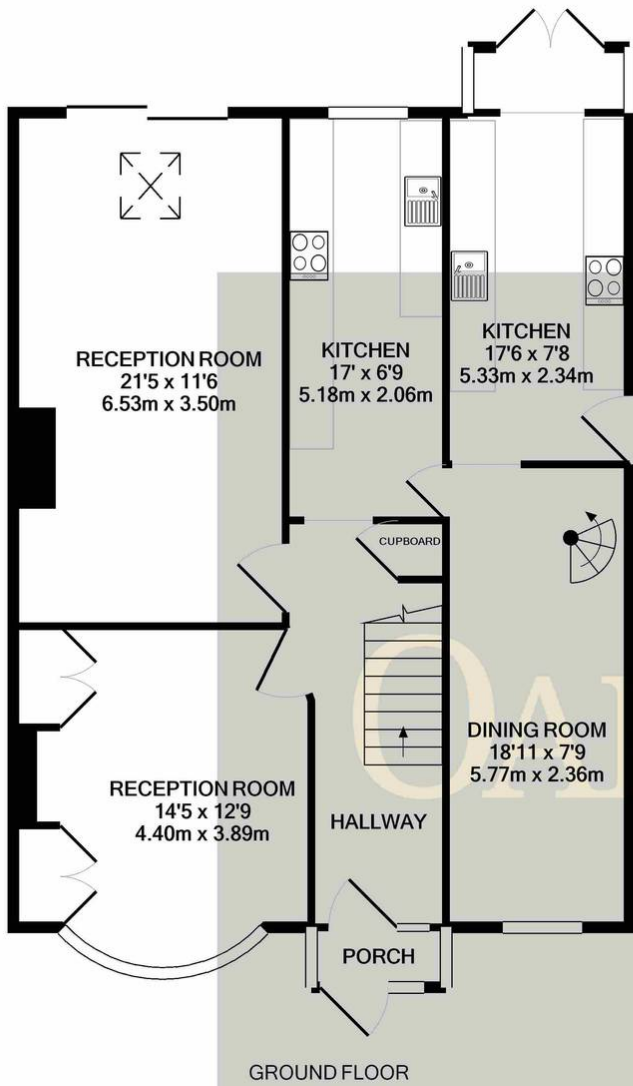 RECEPTION ROOM
21'5 x 11'6
6.53m x 3.50m
KITCHEN
17' x 6'9
5.18m x 2.06m
KITCHEN
17'6 x 7'8
5.33m x 2.34m
CUPBOARD
DINING ROOM
18'11 x 7'9
5.77m x 2.36m
RECEPTION ROOM
14'5 x 12'9
4.40m x 3.89m
HALLWAY
PORCH
GROUND FLOOR